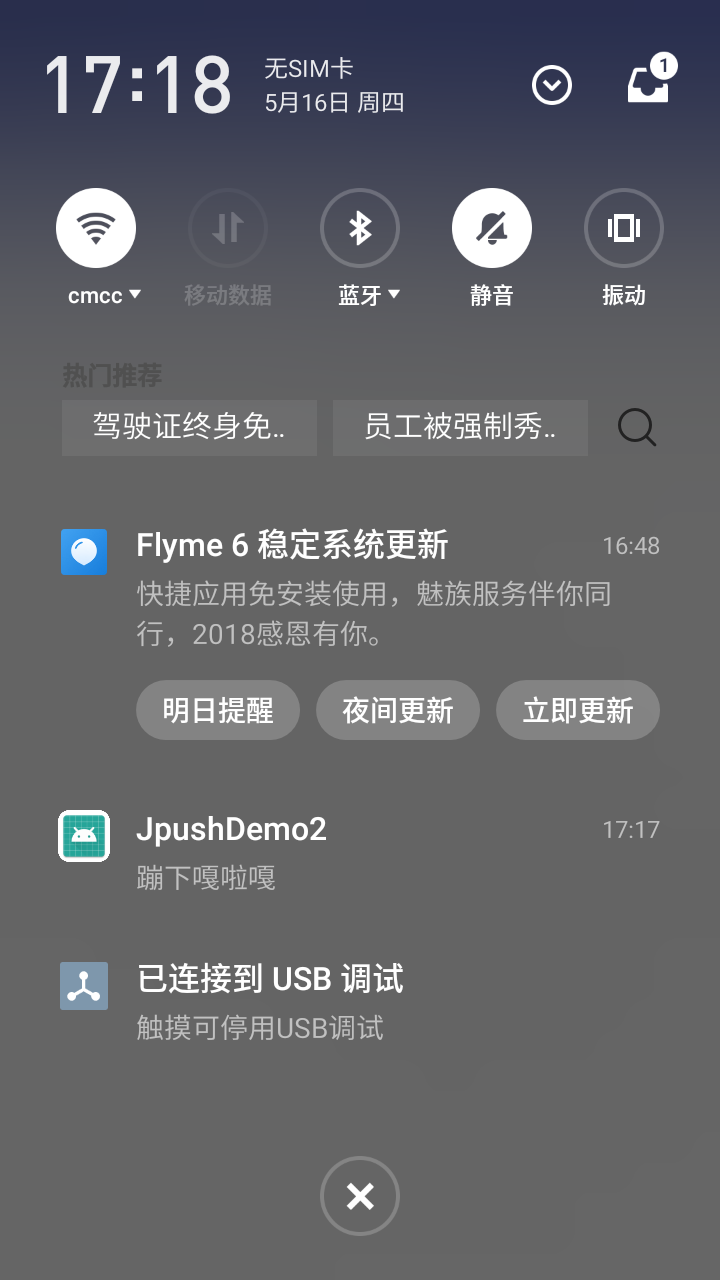 17:18
无SIM卡
5月16日 周四
1
cmcc
移动数据
蓝牙
静音
振动
热门推荐
驾驶证终身免..
员工被强制秀..
Flyme 6 稳定系统更新
16:48
快捷应用免安装使用，魅族服务伴你同
行，2018感恩有你。
明日提醒
夜间更新
立即更新
JpushDemo2
17:17
蹦下嘎啦嘎
已连接到 USB 调试
触摸可停用USB调试